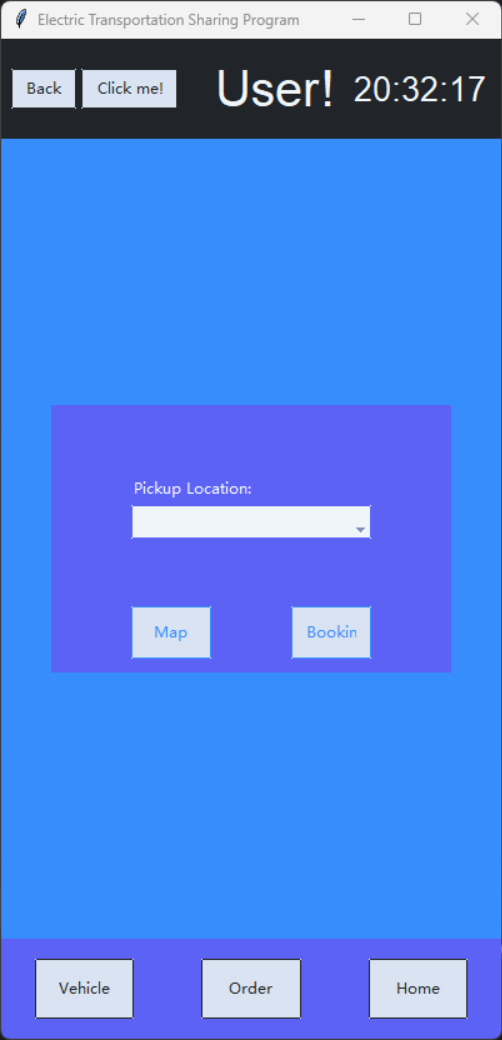 Electric Transportation Sharing Program
Back Click me! User! 20:32:17
Pickup Location:
Map Bookin
Vehicle Order Home